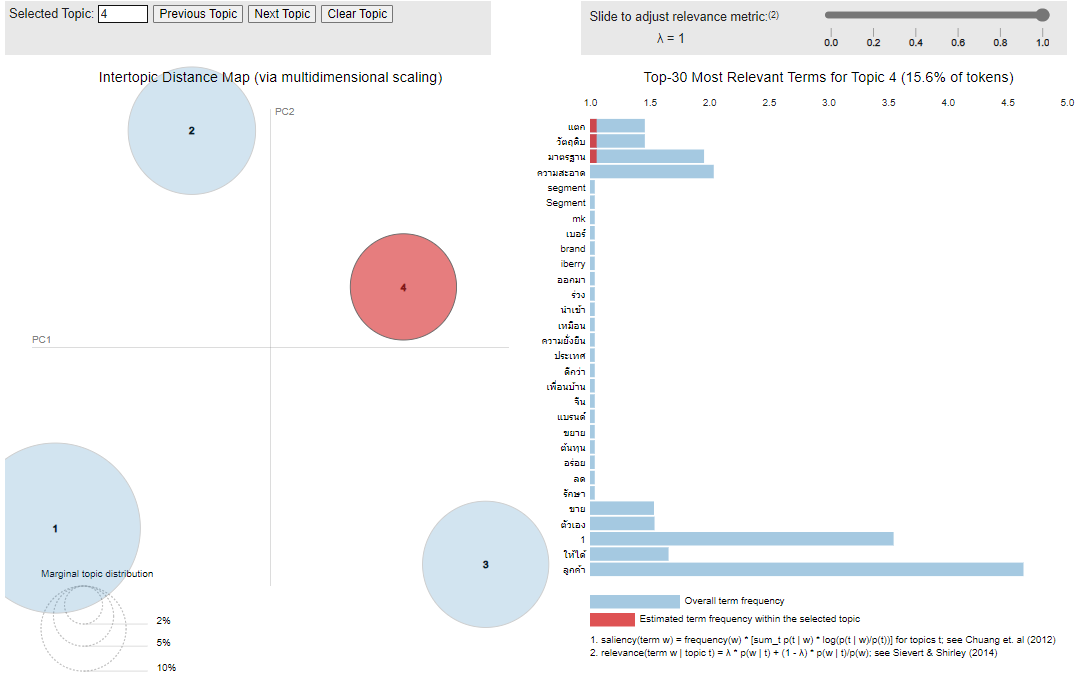 Selected Topic: 4 Previous Topic Next Topic Clear Topic
Slide to adjust relevance metric:(2)
λ = 1
0.0 0.2 0.4 0.6 0.8 1.0
Intertopic Distance Map (via multidimensional scaling)
PC2
PC1
2
4
1
3
Marginal topic distribution
2%
5%
10%
Top-30 Most Relevant Terms for Topic 4 (15.6% of tokens)
1.0 1.5 2.0 2.5 3.0 3.5 4.0 4.5 5.0
แตก
วัตถุดิบ
มาตรฐาน
ความสะอาด
segment
Segment
mk
เบอร์
brand
iberry
ออกมา
ร่วง
นำเข้า
เหมือน
ความยั่งยืน
ประเทศ
ดีกว่า
เพื่อนบ้าน
จีน
แบรนด์
ขยาย
ต้นทุน
อร่อย
ลด
รักษา
ขาย
ตัวเอง
1
ให้ได้
ลูกค้า
Overall term frequency
Estimated term frequency within the selected topic
1. saliency(term w) = frequency(w) * [sum_t p(t | w) * log(p(t | w)/p(t))] for topics t; see Chuang et. al (2012)
2. relevance(term w | topic t) = λ * p(w | t) + (1 - λ) * p(w | t)/p(w); see Sievert & Shirley (2014)